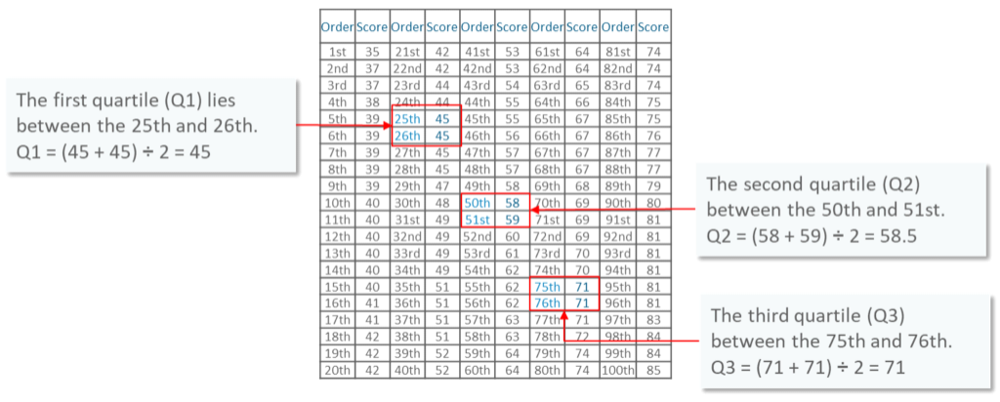 Order Score Order Score Order Score Order Score Order Score
1st 35 21st 42 41st 53 61st 64 81st 74
2nd 37 22nd 42 42nd 53 62nd 64 82nd 74
3rd 37 23rd 44 43rd 54 63rd 65 83rd 74
4th 38 24th 44 44th 55 64th 66 84th 75
5th 39 25th 45 45th 55 65th 67 85th 75
6th 39 26th 45 46th 56 66th 67 86th 76
7th 39 27th 45 47th 57 67th 67 87th 77
8th 39 28th 45 48th 57 68th 67 88th 77
9th 39 29th 47 49th 58 69th 68 89th 79
10th 40 30th 48 50th 58 70th 69 90th 80
11th 40 31st 49 51st 59 71st 69 91st 81
12th 40 32nd 49 52nd 60 72nd 69 92nd 81
13th 40 33rd 49 53rd 61 73rd 70 93rd 81
14th 40 34th 49 54th 62 74th 70 94th 81
15th 40 35th 51 55th 62 75th 71 95th 81
16th 41 36th 51 56th 62 76th 71 96th 81
17th 41 37th 51 57th 63 77th 71 97th 83
18th 42 38th 51 58th 63 78th 72 98th 84
19th 42 39th 52 59th 64 79th 74 99th 84
20th 42 40th 52 60th 64 80th 74 100th 85
The first quartile (Q1) lies
between the 25th and 26th.
Q1 = (45 + 45) ÷ 2 = 45
The second quartile (Q2)
between the 50th and 51st.
Q2 = (58 + 59) ÷ 2 = 58.5
The third quartile (Q3)
between the 75th and 76th.
Q3 = (71 + 71) ÷ 2 = 71